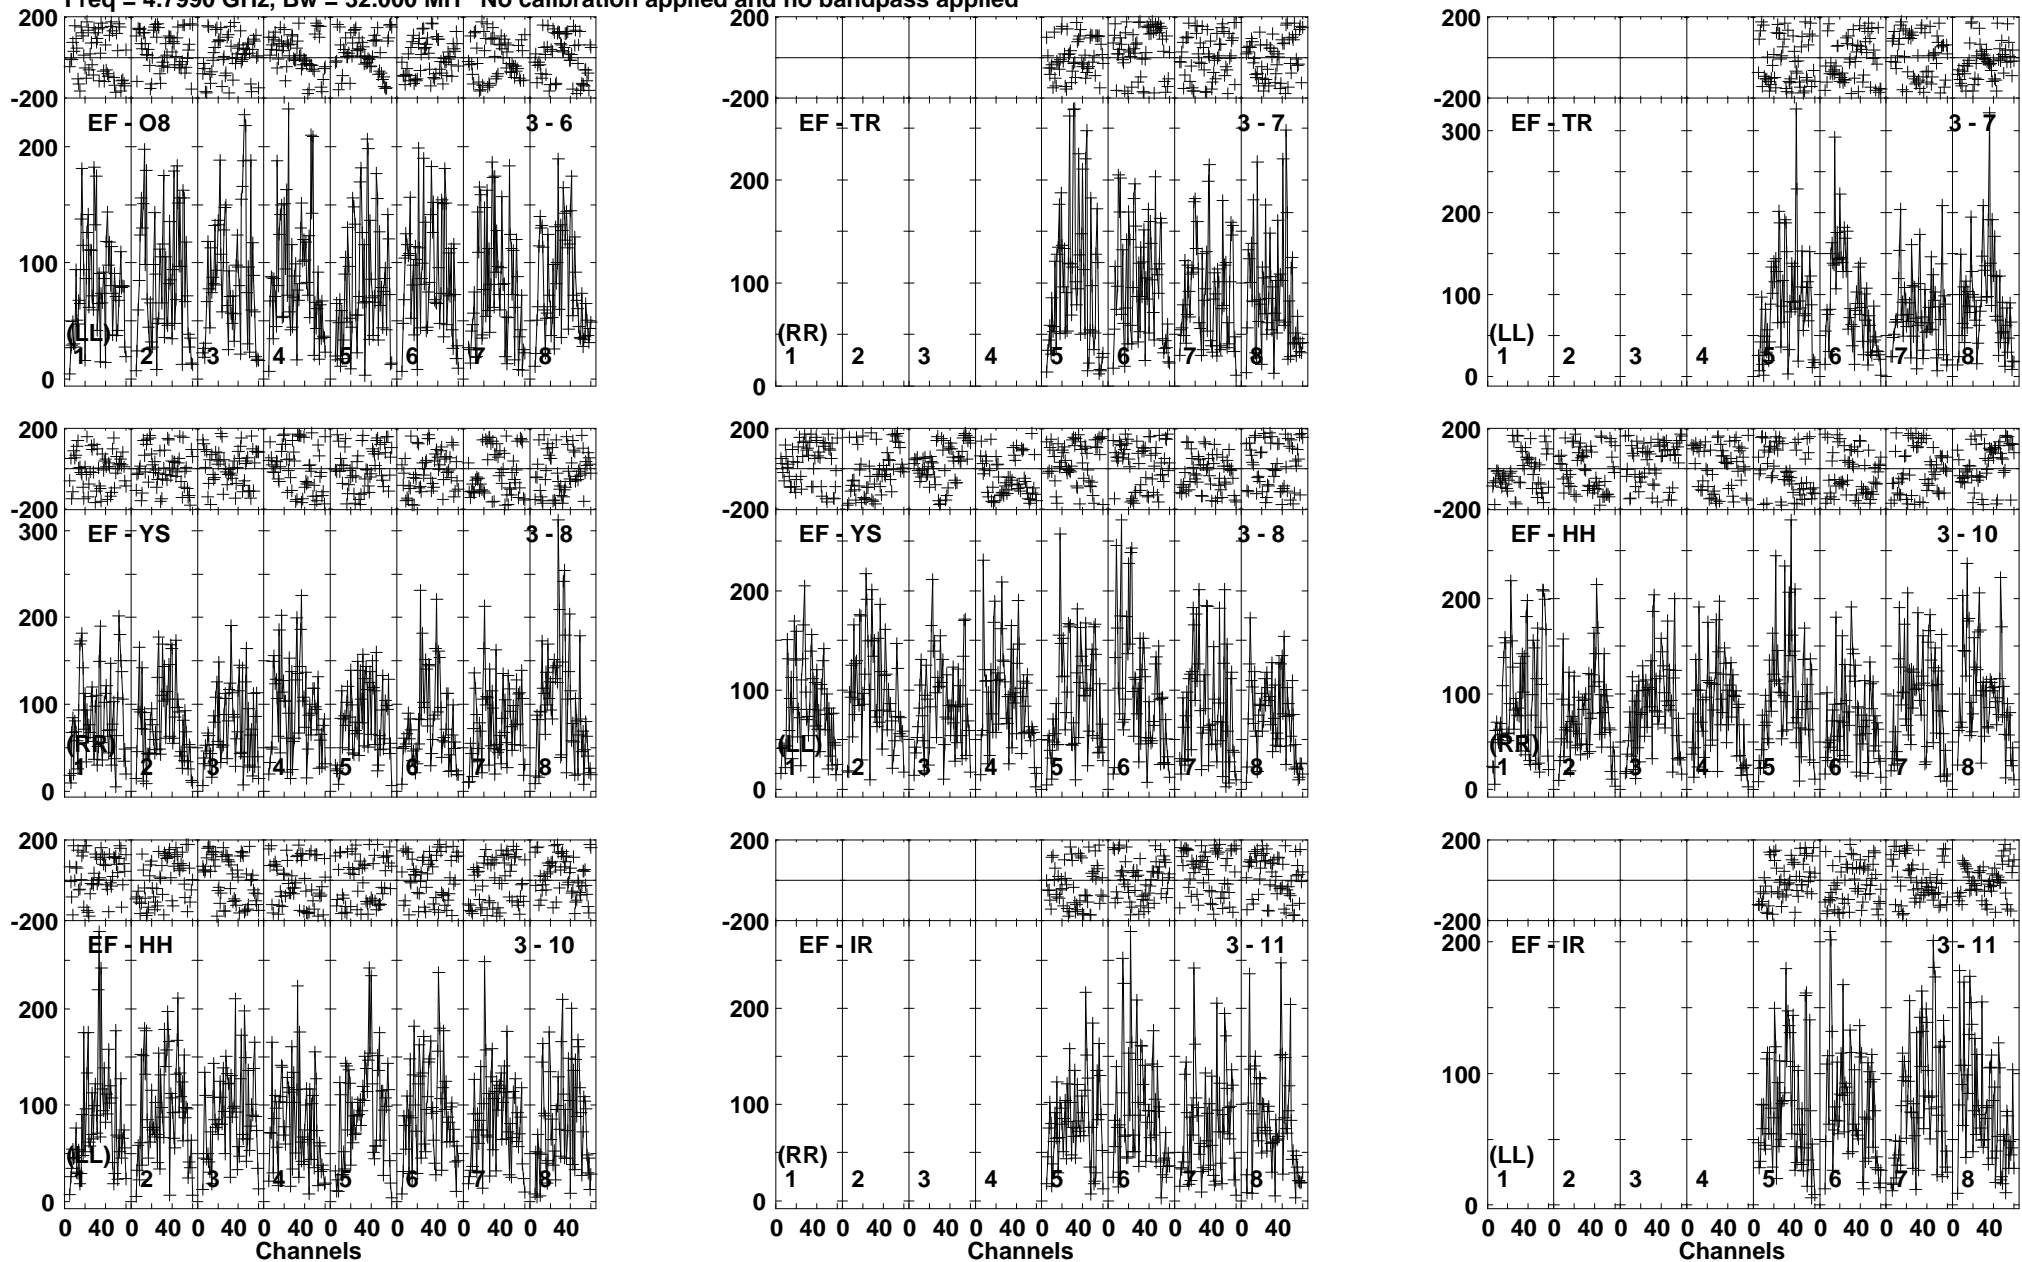 Freq = 4.7990 GHz, Bw = 32.000 MH No calibration applied and no bandpass applied
200 200 200
-200 -200 -200
EF - O8 3 - 6 EF - TR 3 - 7 EF - TR 3 - 7
300
200 200 200
100 100 100
(LL) (RR) (LL)
1 2 3 4 5 6 7 8 1 2 3 4 5 6 7 8 1 2 3 4 5 6 7 8
0 0 0
200 200 200
-200 -200 -200
EF - YS 3 - 8 EF - YS 3 - 8 EF - HH 3 - 10
300
200 200 200
100 100 100
(RR) (LL) (RR)
1 2 3 4 5 6 7 8 1 2 3 4 5 6 7 8 1 2 3 4 5 6 7 8
0 0 0
200 200 200
-200 -200 -200
EF - HH 3 - 10 EF - IR 3 - 11 EF - IR 3 - 11
200 200 200
100 100 100
(LL) (RR) (LL)
1 2 3 4 5 6 7 8 1 2 3 4 5 6 7 8 1 2 3 4 5 6 7 8
0 0 0
0 40 0 40 0 40 0 40 0 40 0 40 0 40 0 40 0 40 0 40 0 40 0 40 0 40 0 40 0 40 0 40 0 40 0 40 0 40 0 40 0 40 0 40 0 40 0 40
Channels Channels